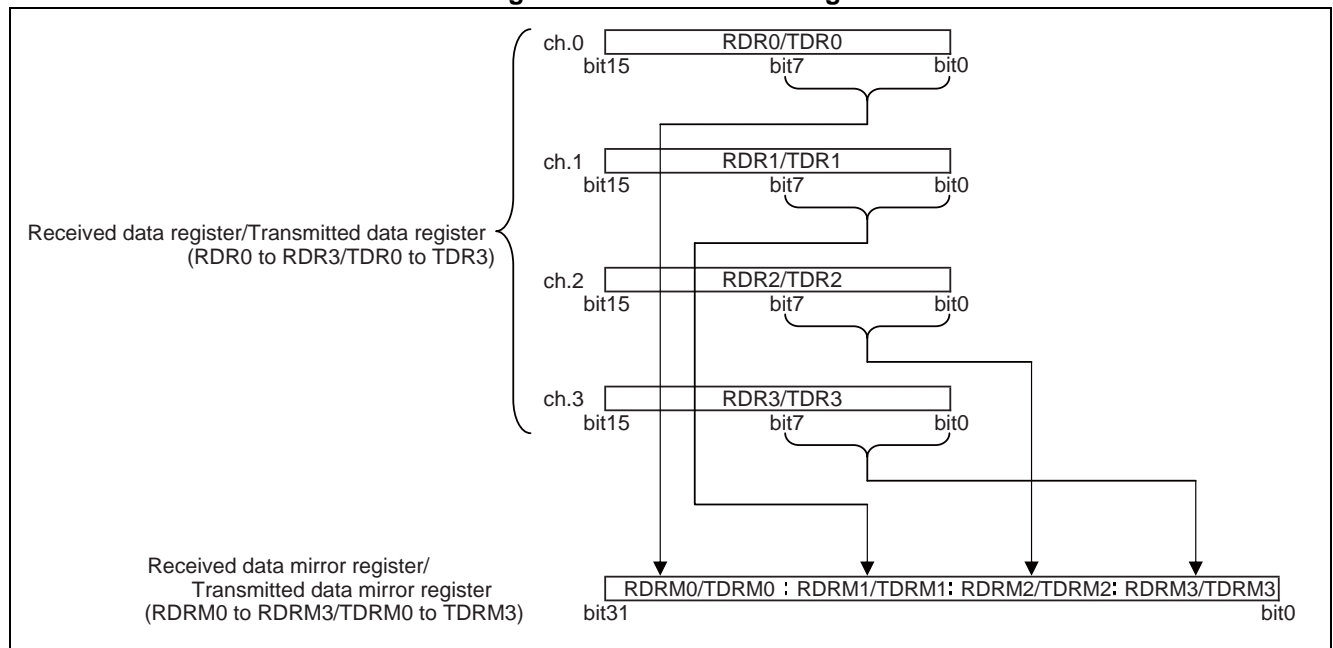 ch.0 RDR0/TDR0
bit15 bit7 bit0
ch.1 RDR1/TDR1
bit15 bit7 bit0
Received data register/Transmitted data register
(RDR0 to RDR3/TDR0 to TDR3)
ch.2 RDR2/TDR2
bit15 bit7 bit0
ch.3 RDR3/TDR3
bit15 bit7 bit0
Received data mirror register/
Transmitted data mirror register
(RDRM0 to RDRM3/TDRM0 to TDRM3)
RDRM0/TDRM0 RDRM1/TDRM1 RDRM2/TDRM2 RDRM3/TDRM3
bit31 bit0